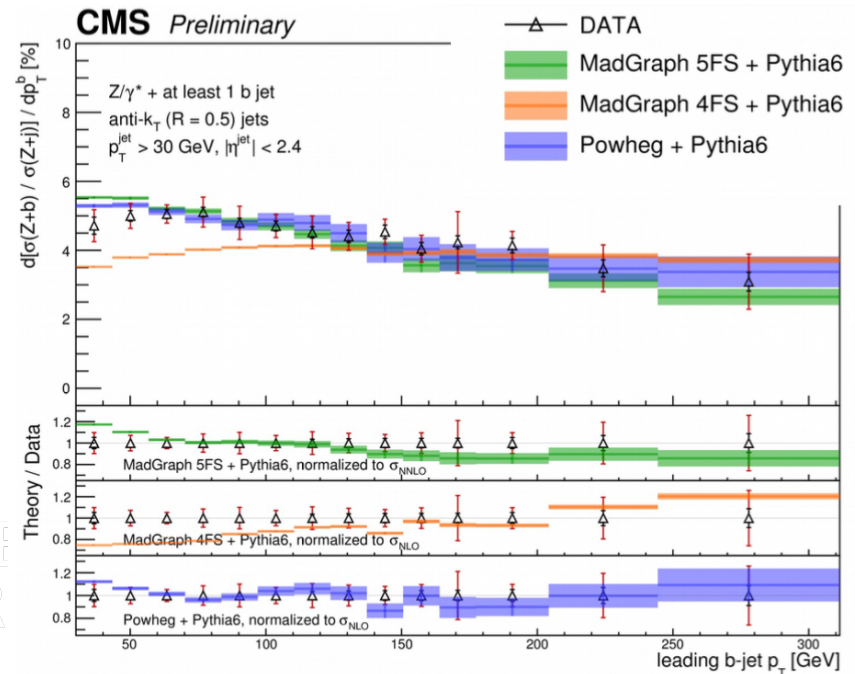 CMS Preliminary
DATA
MadGraph 5FS + Pythia6
MadGraph 4FS + Pythia6
Powheg + Pythia6
d[σ(Z+b) / σ(Z+j)] / dp_T^b [%]
10
8
6
4
2
0
Z/γ* + at least 1 b jet
anti-k_T (R = 0.5) jets
p_T^jet > 30 GeV, |η^jet| < 2.4
Theory / Data
1.2
1
0.8
MadGraph 5FS + Pythia6, normalized to σ_NNLO
1.2
1
0.8
MadGraph 4FS + Pythia6, normalized to σ_NLO
1.2
1
0.8
Powheg + Pythia6, normalized to σ_NLO
50 100 150 200 250 300
leading b-jet p_T [GeV]